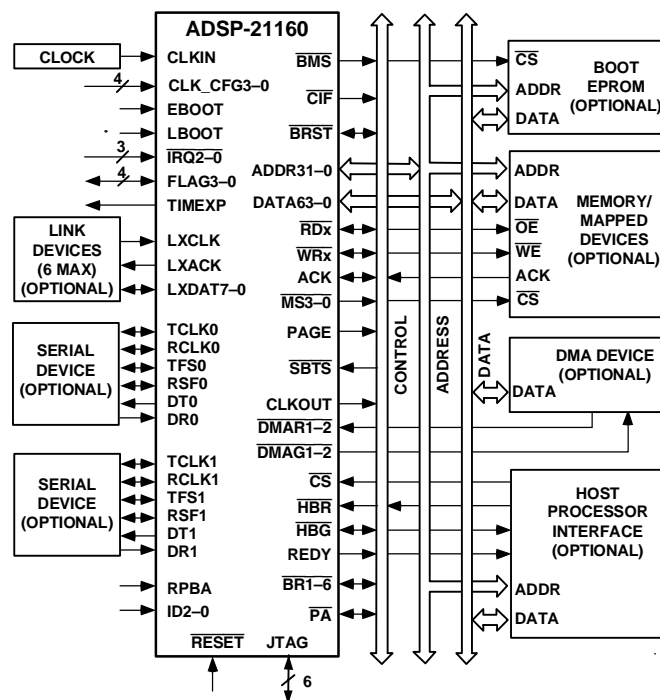 ADSP-21160
CLOCK
CLKIN
4
CLK_CFG3–0
EBOOT
LBOOT
3
IRQ2–0
4
FLAG3–0
TIMEXP
LINK
DEVICES
(6 MAX)
(OPTIONAL)
LXCLK
LXACK
LXDAT7–0
SERIAL
DEVICE
(OPTIONAL)
TCLK0
RCLK0
TFS0
RSF0
DT0
DR0
SERIAL
DEVICE
(OPTIONAL)
TCLK1
RCLK1
TFS1
RSF1
DT1
DR1
RPBA
ID2–0
RESET
JTAG
6
BMS
CIF
BRST
ADDR31–0
DATA63–0
RDx
WRx
ACK
MS3–0
PAGE
SBTS
CLKOUT
DMAR1–2
DMAG1–2
CS
HBR
HBG
REDY
BR1–6
PA
CONTROL
ADDRESS
DATA
CS
ADDR
DATA
BOOT
EPROM
(OPTIONAL)
ADDR
DATA
OE
WE
ACK
CS
MEMORY/
MAPPED
DEVICES
(OPTIONAL)
DMA DEVICE
(OPTIONAL)
DATA
HOST
PROCESSOR
INTERFACE
(OPTIONAL)
ADDR
DATA